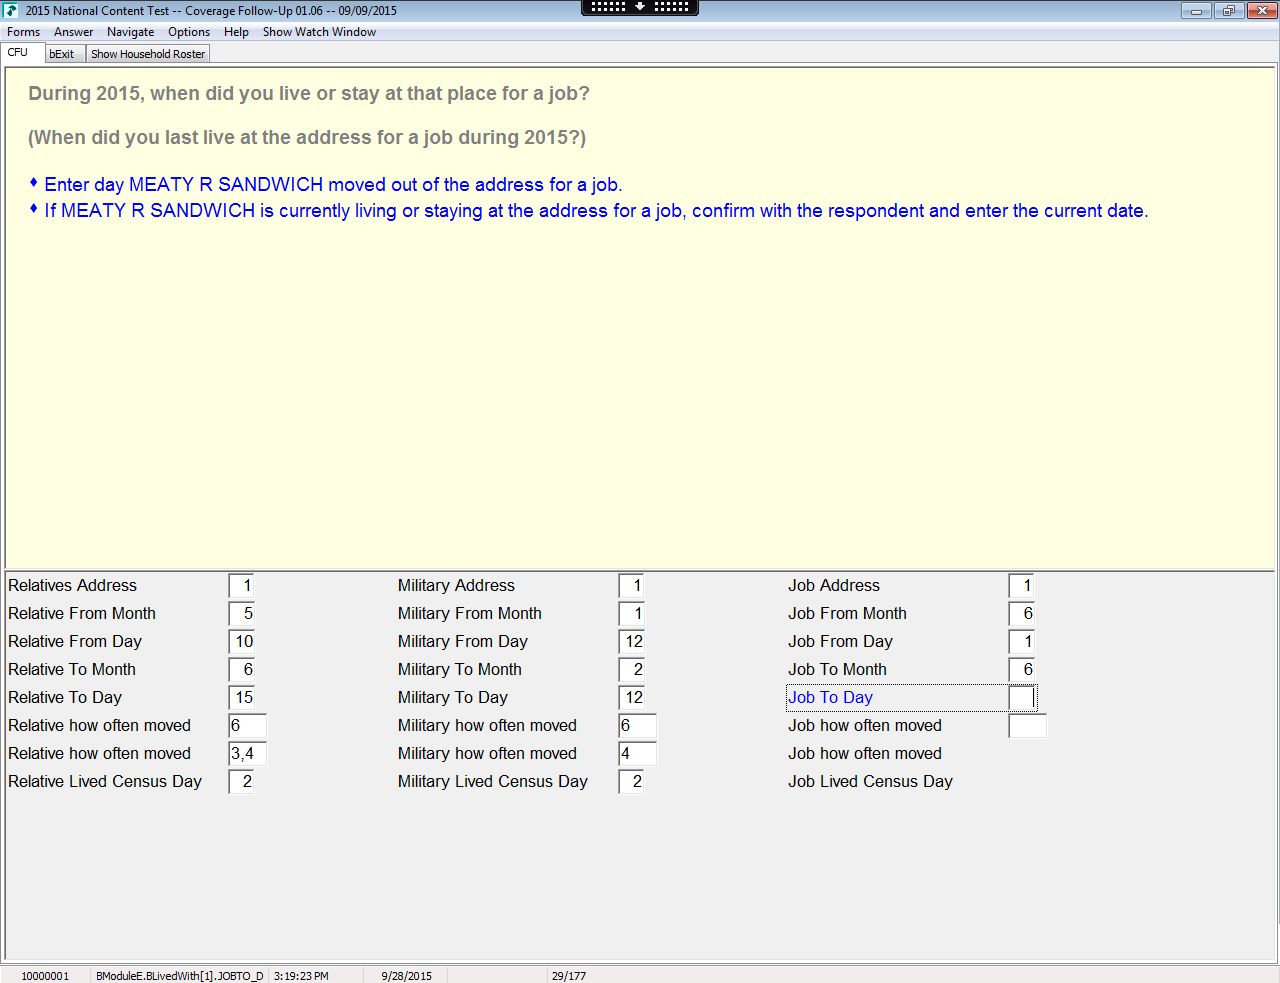 2015 National Content Test -- Coverage Follow-Up 01.06 -- 09/09/2015
Forms Answer Navigate Options Help Show Watch Window
CFU bExit Show Household Roster
During 2015, when did you live or stay at that place for a job?
(When did you last live at the address for a job during 2015?)
♦ Enter day MEATY R SANDWICH moved out of the address for a job.
♦ If MEATY R SANDWICH is currently living or staying at the address for a job, confirm with the respondent and enter the current date.
Relatives Address 1 Military Address 1 Job Address 1
Relative From Month 5 Military From Month 1 Job From Month 6
Relative From Day 10 Military From Day 12 Job From Day 1
Relative To Month 6 Military To Month 2 Job To Month 6
Relative To Day 15 Military To Day 12 Job To Day
Relative how often moved 6 Military how often moved 6 Job how often moved
Relative how often moved 3,4 Military how often moved 4 Job how often moved
Relative Lived Census Day 2 Military Lived Census Day 2 Job Lived Census Day
10000001 BModuleE.BLivedWith[1].JOBTO_D 3:19:23 PM 9/28/2015 29/177